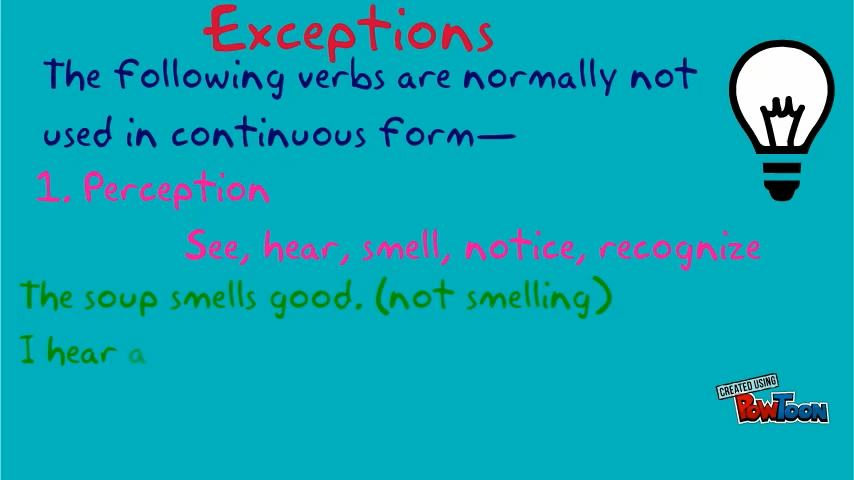 Exceptions
The following verbs are normally not
used in continuous form—
1. Perception
See, hear, smell, notice, recognize
The soup smells good. (not smelling)
I hear a
CREATED USING
POWTOON